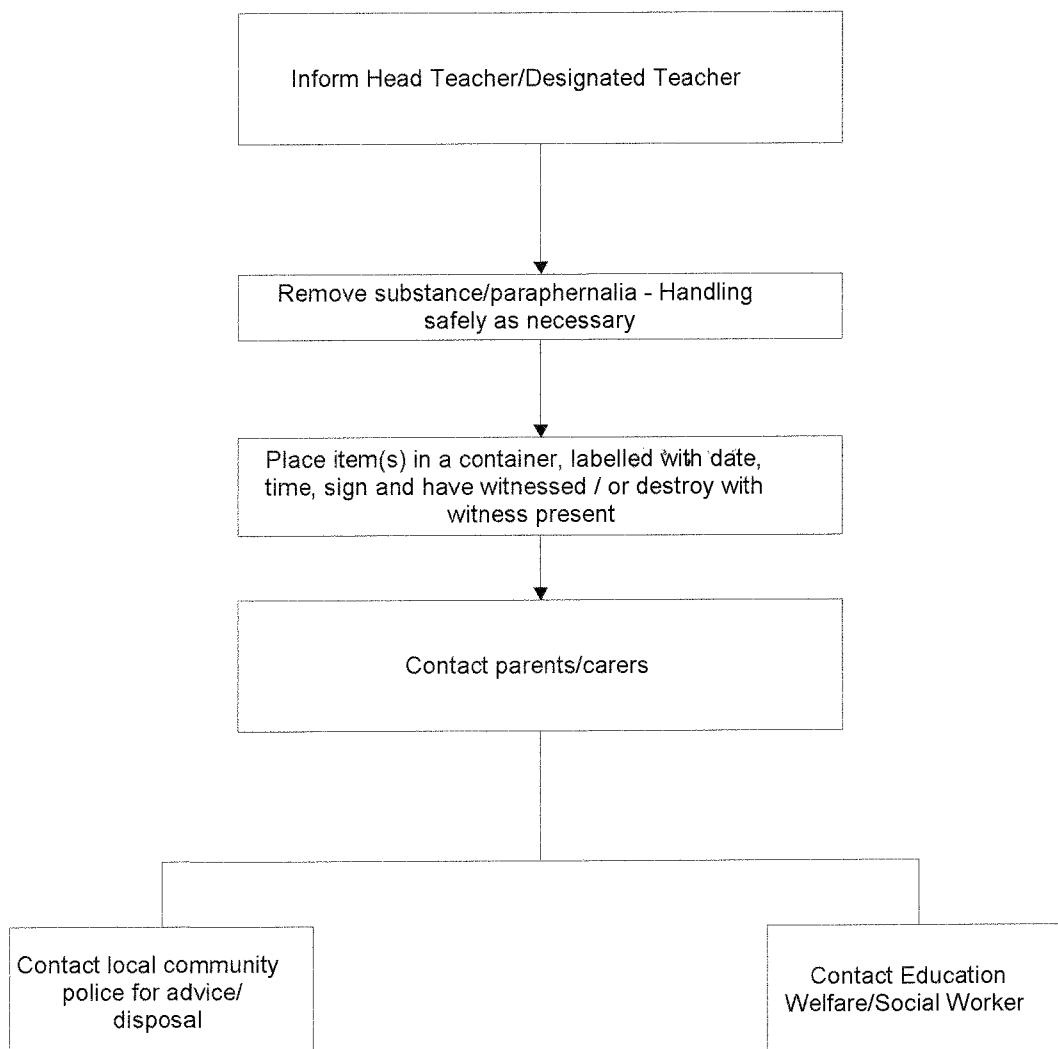 Inform Head Teacher/Designated Teacher
Remove substance/paraphernalia - Handling
safely as necessary
Place item(s) in a container, labelled with date,
time, sign and have witnessed / or destroy with
witness present
Contact parents/carers
Contact local community
police for advice/
disposal
Contact Education
Welfare/Social Worker